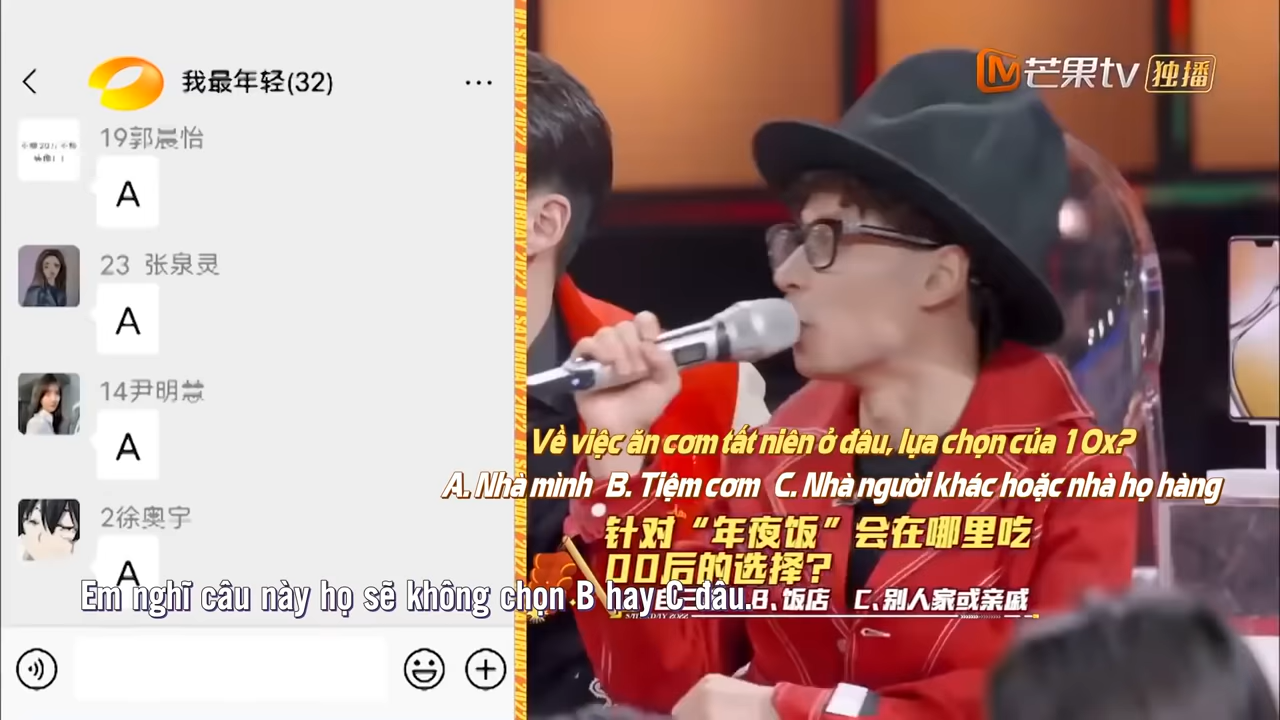 我最年轻(32)
19郭晨怡
A
23 张泉灵
A
14尹明慧
A
2徐奥宇
A
HI SATURDAY 2022
芒果tv 独播
Về việc ăn cơm tất niên ở đâu, lựa chọn của 10x?
A. Nhà mình B. Tiệm cơm C. Nhà người khác hoặc nhà họ hàng
针对“年夜饭”会在哪里吃
00后的选择?
B、饭店 C、别人家或亲戚
Em nghĩ câu này họ sẽ không chọn B hay C đâu.